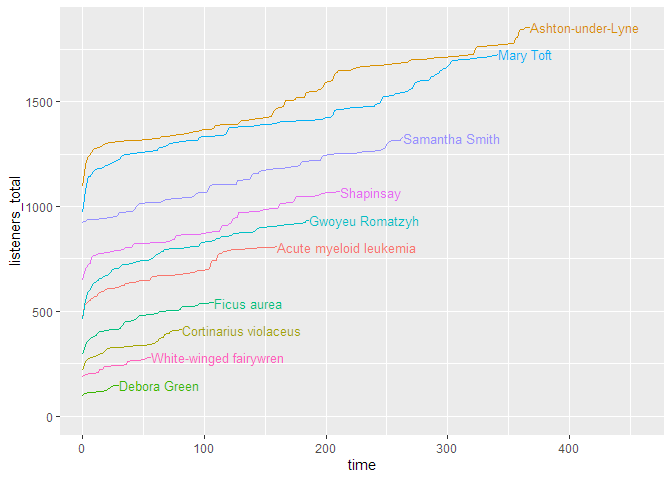 Ashton-under-Lyne
Mary Toft
1500
Samantha Smith
Shapinsay
1000
Gwoyeu Romatzyh
Acute myeloid leukemia
Ficus aurea
500
Cortinarius violaceus
White-winged fairywren
Debora Green
0
0 100 200 300 400
time
listeners_total